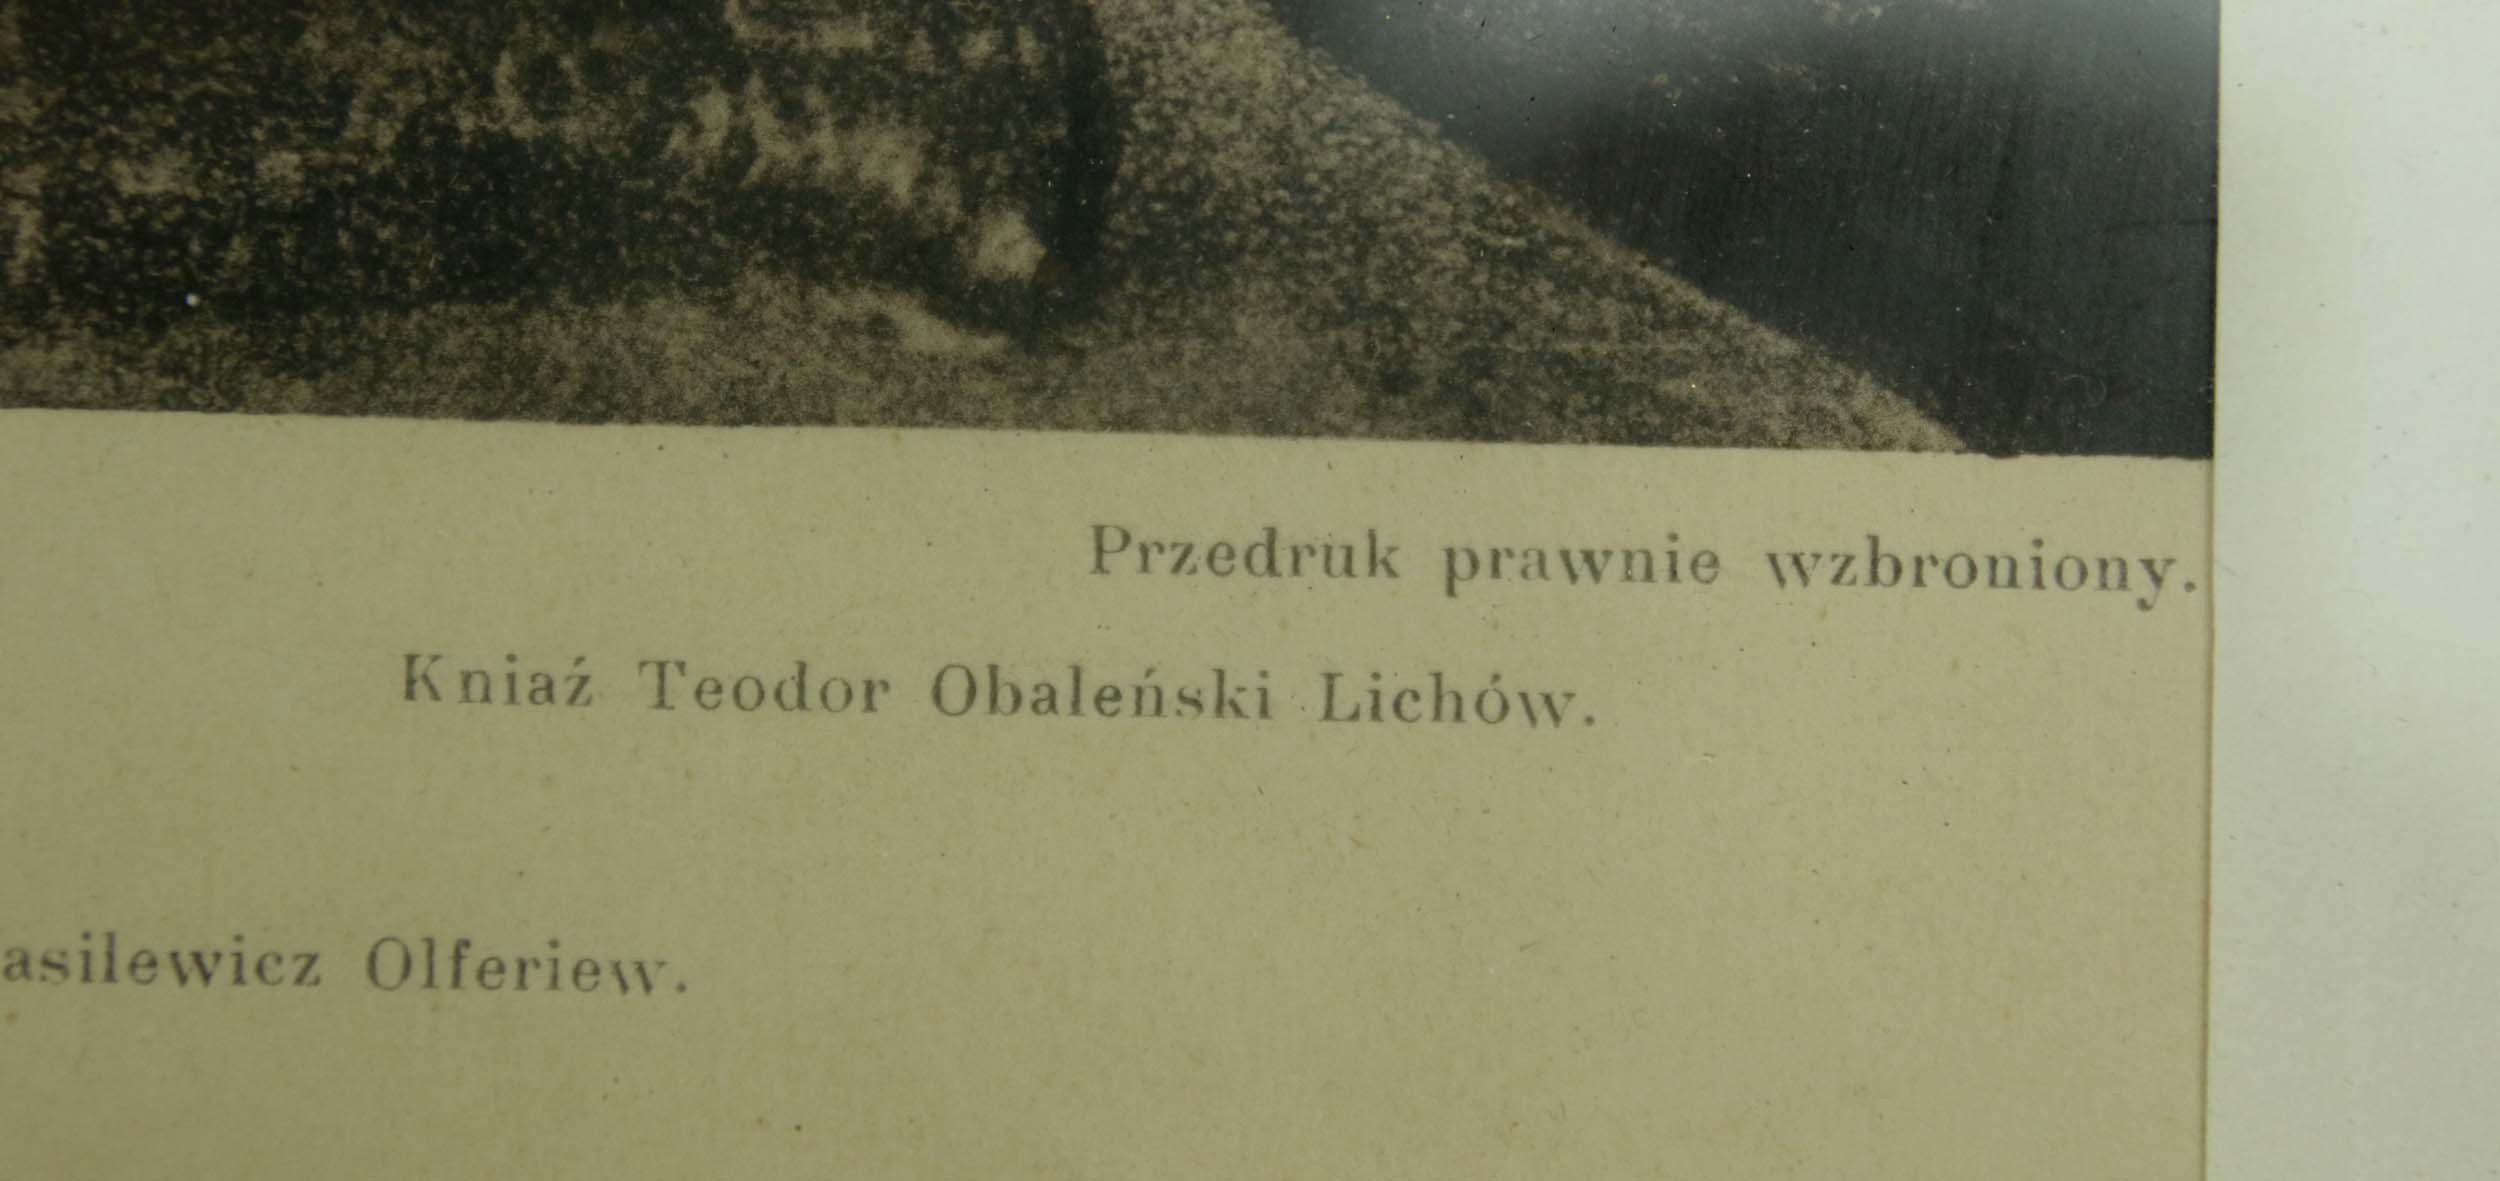 Przedruk prawnie wzbroniony.
Kniaź Teodor Obaleński Lichów.
asilewicz Olferiew.